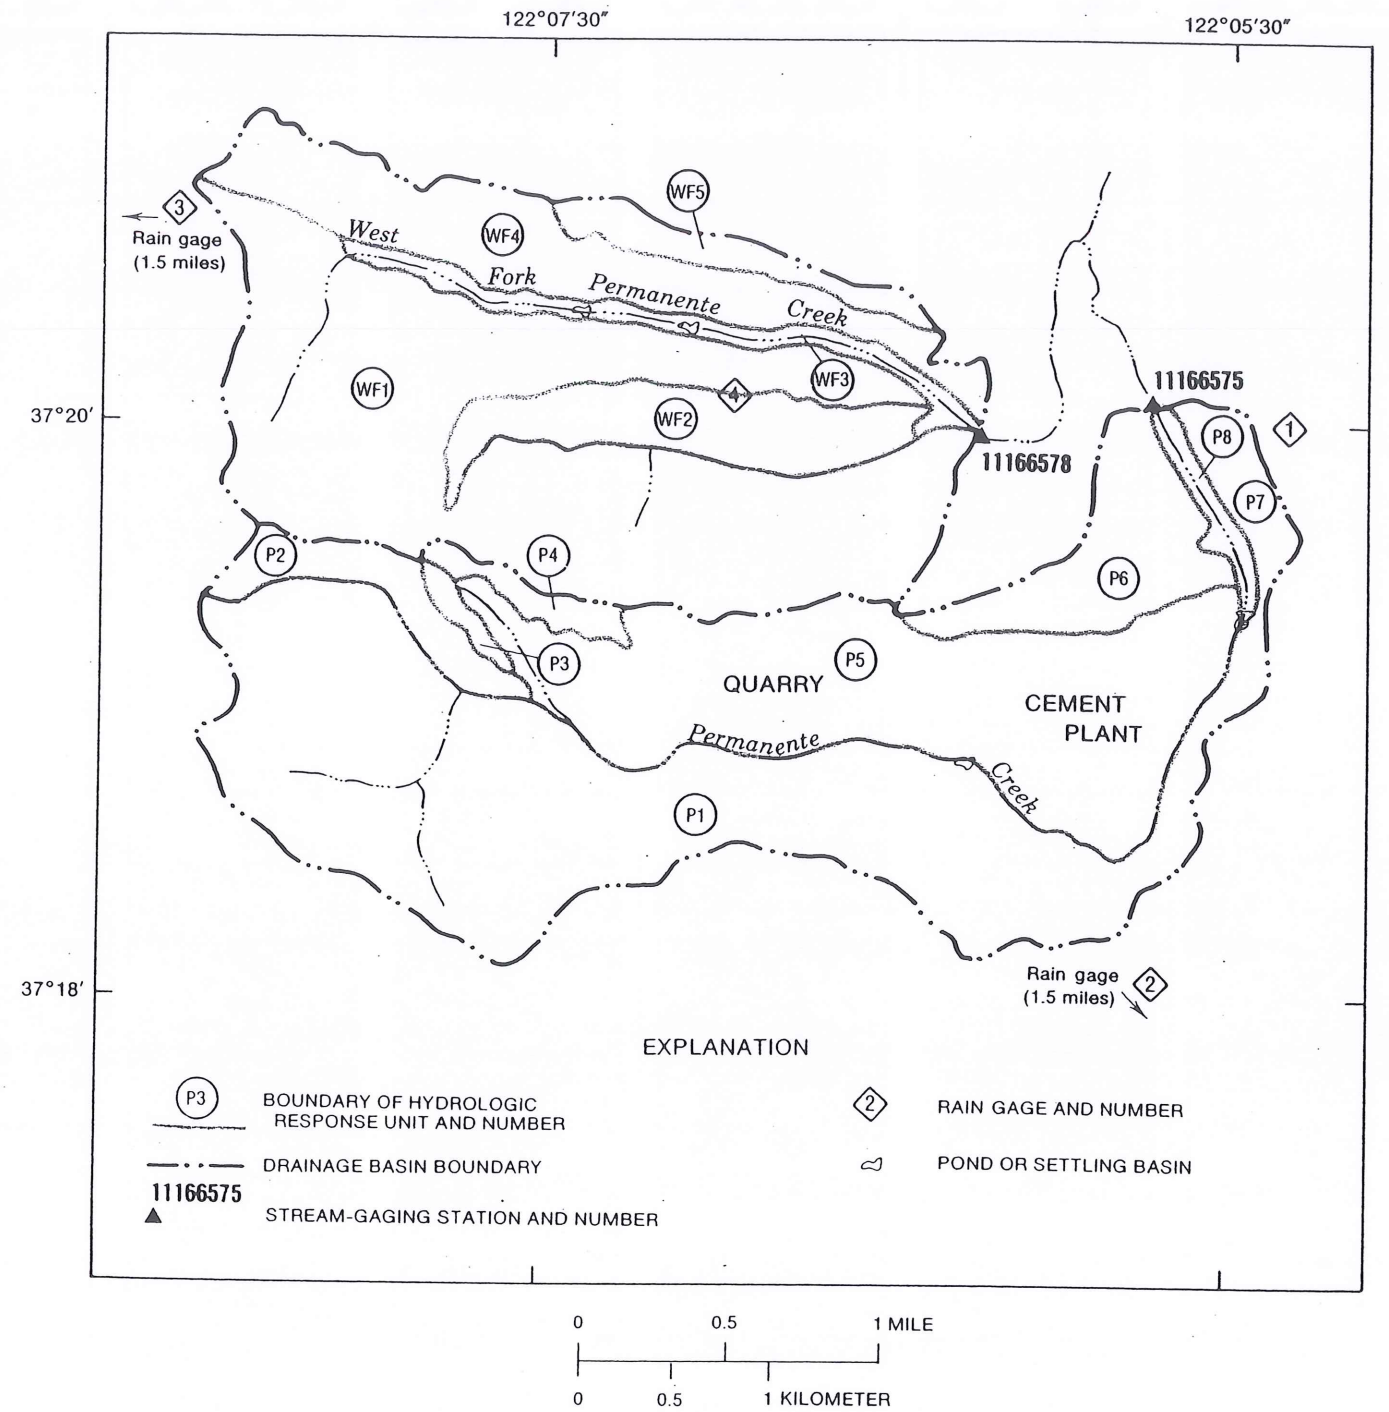 122°07'30"
122°05'30"
3
Rain gage
(1.5 miles)
WF5
WF4
West
Fork
Permanente
Creek
WF1
4
WF3
WF2
37°20'
11166575
1
P8
11166578
P7
P2
P4
P6
P3
P5
QUARRY
CEMENT
PLANT
Permanente
Creek
P1
37°18'
Rain gage
(1.5 miles)
2
EXPLANATION
P3
BOUNDARY OF HYDROLOGIC
RESPONSE UNIT AND NUMBER
DRAINAGE BASIN BOUNDARY
11166575
STREAM-GAGING STATION AND NUMBER
2
RAIN GAGE AND NUMBER
POND OR SETTLING BASIN
0 0.5 1 MILE
0 0.5 1 KILOMETER